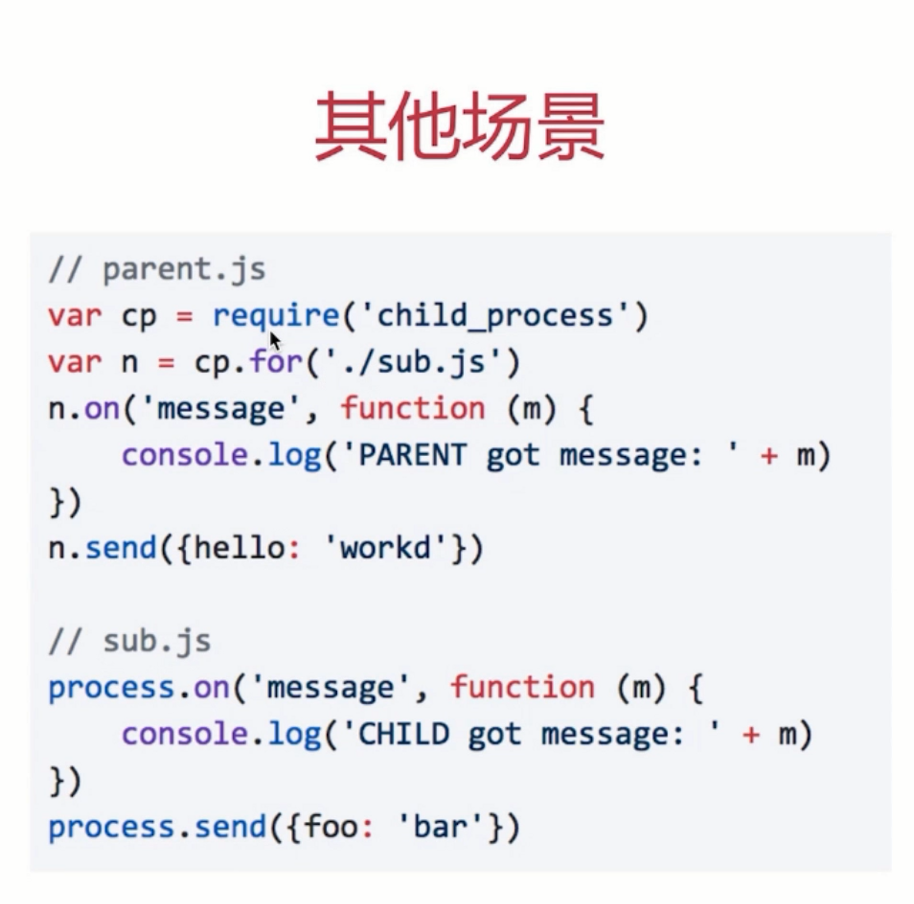 其他场景
// parent.js
var cp = require('child_process')
var n = cp.for('./sub.js')
n.on('message', function (m) {
    console.log('PARENT got message: ' + m)
})
n.send({hello: 'workd'})
// sub.js
process.on('message', function (m) {
    console.log('CHILD got message: ' + m)
})
process.send({foo: 'bar'})